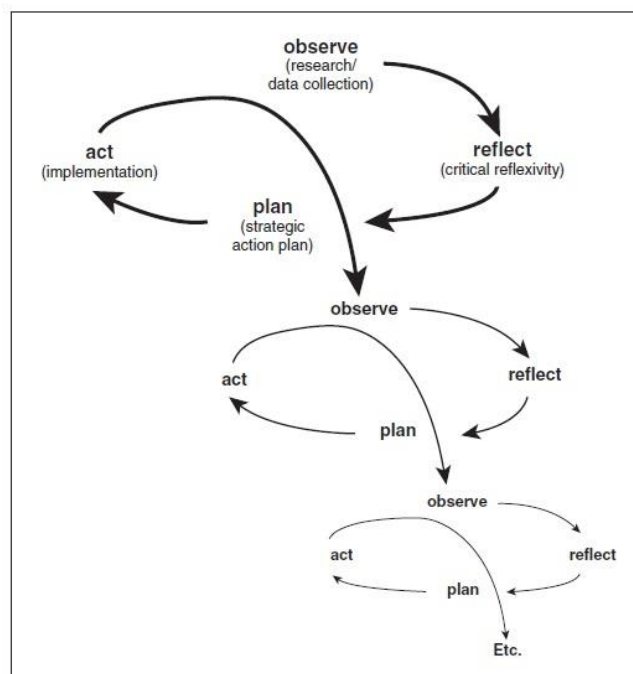 observe
(research/
data collection)
reflect
(critical reflexivity)
plan
(strategic
action plan)
act
(implementation)
observe
reflect
plan
act
observe
reflect
plan
act
Etc.